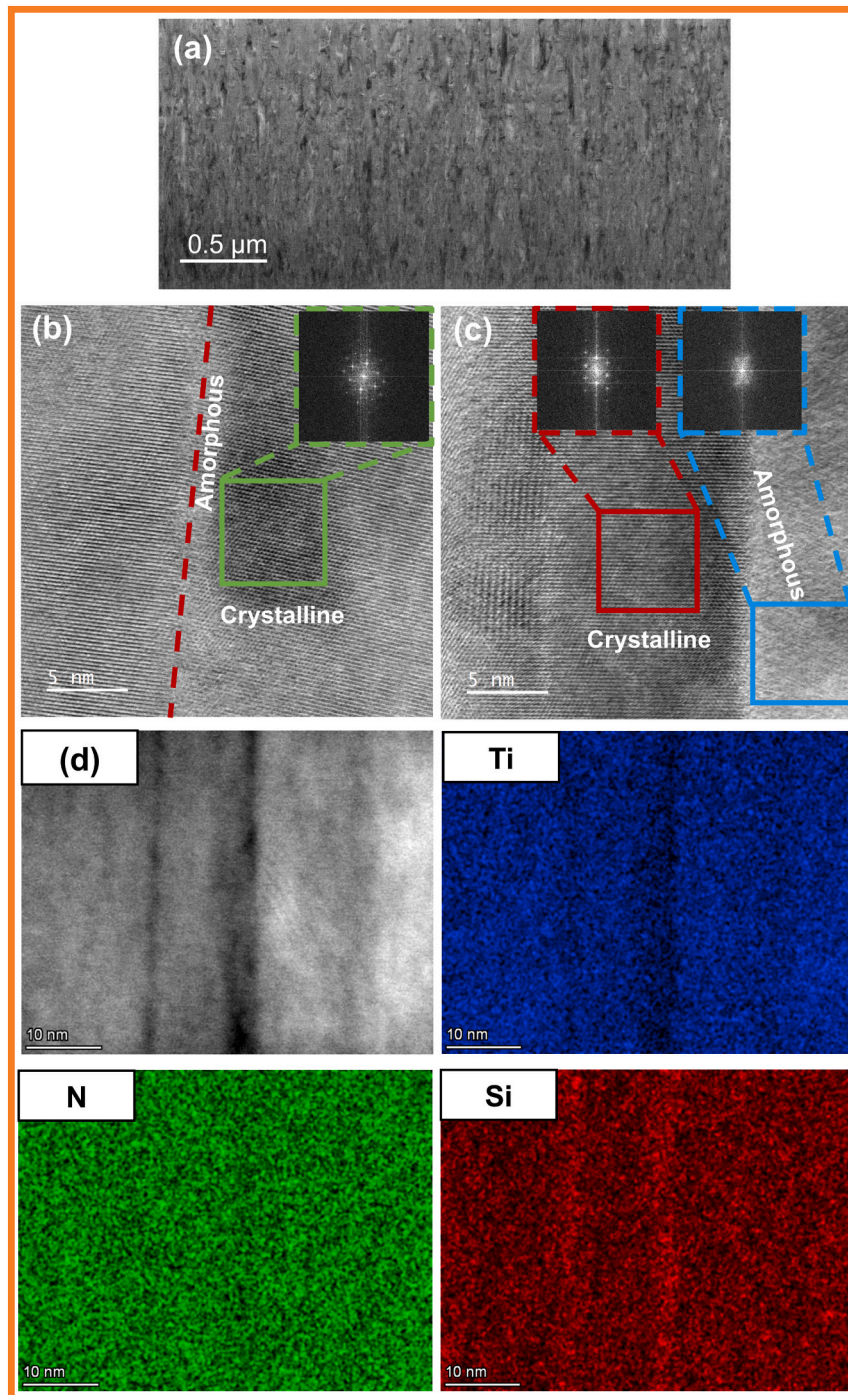 (a)
0.5 μm
(b)
Amorphous
Crystalline
5 nm
(c)
Amorphous
Crystalline
5 nm
(d)
10 nm
Ti
10 nm
N
10 nm
Si
10 nm